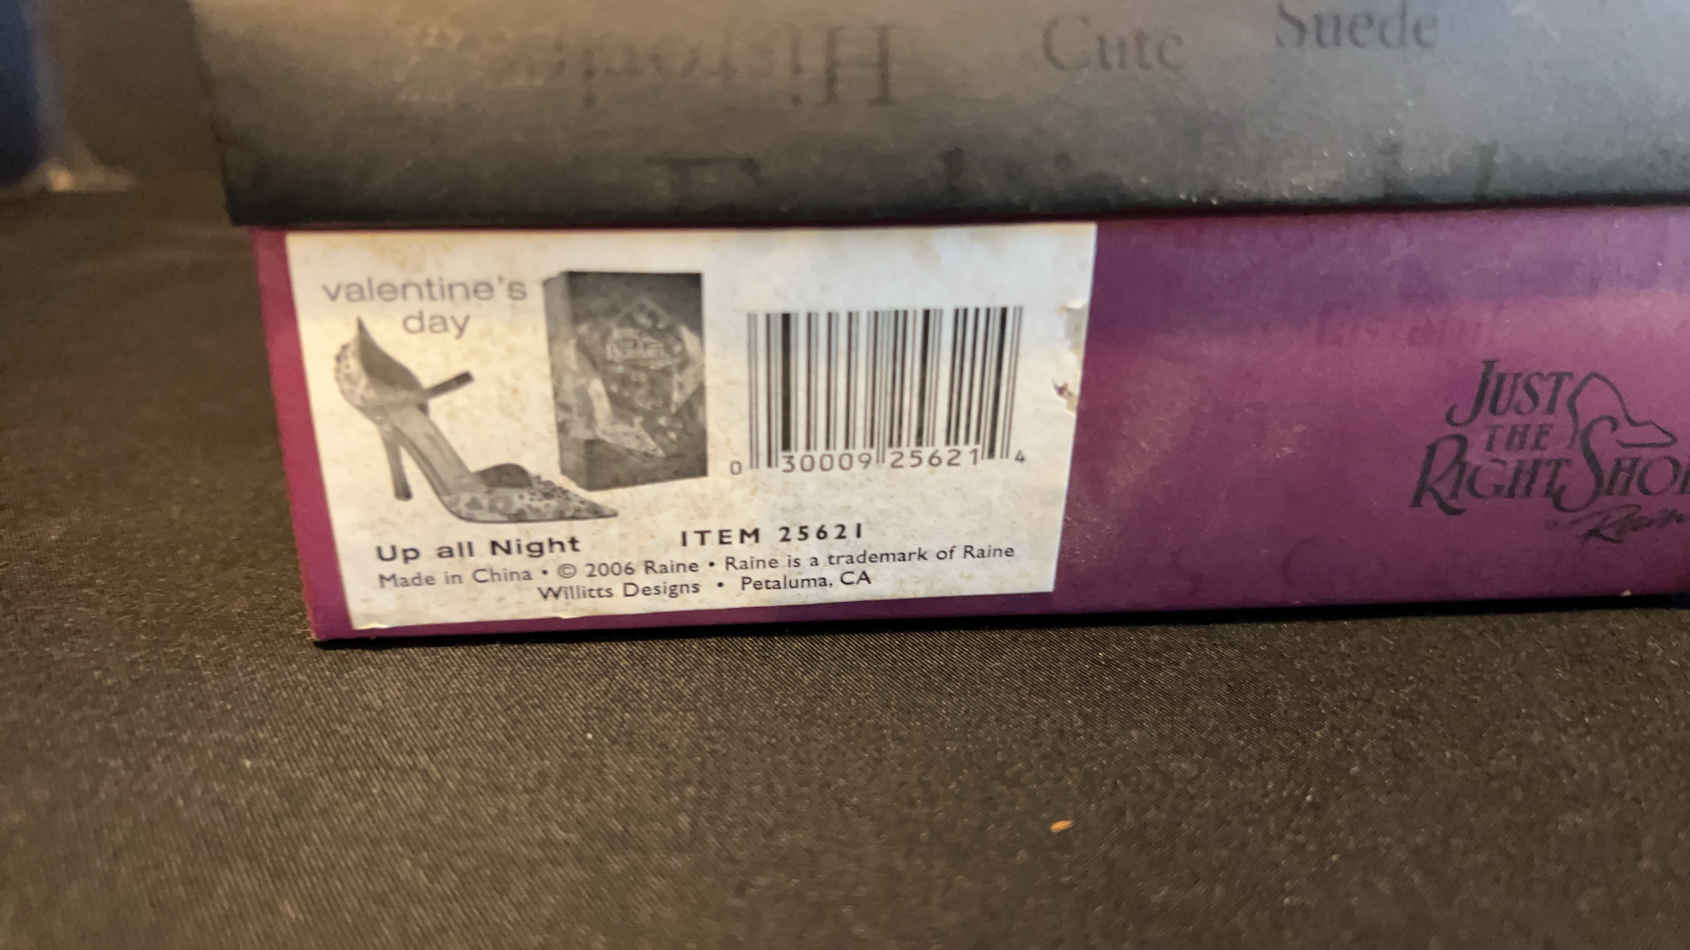 Cute
Suede
valentine's
day
0 30009 25621 4
Up all Night
ITEM 25621
Made in China • © 2006 Raine • Raine is a trademark of Raine
Willitts Designs • Petaluma, CA
JUST
THE
RIGHT